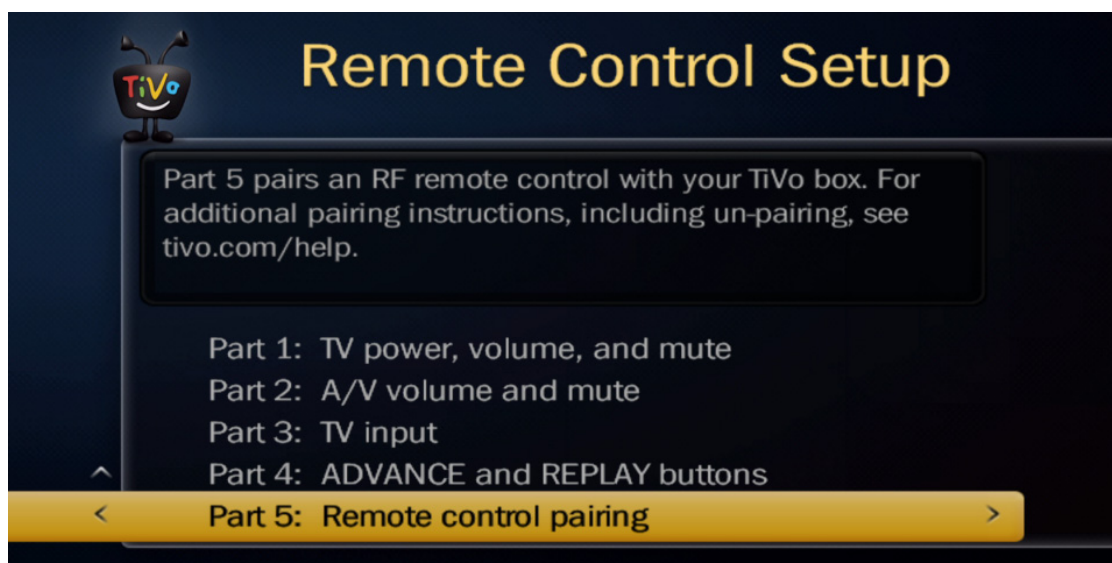 TiVo
Remote Control Setup
Part 5 pairs an RF remote control with your TiVo box. For
additional pairing instructions, including un-pairing, see
tivo.com/help.
Part 1: TV power, volume, and mute
Part 2: A/V volume and mute
Part 3: TV input
Part 4: ADVANCE and REPLAY buttons
Part 5: Remote control pairing